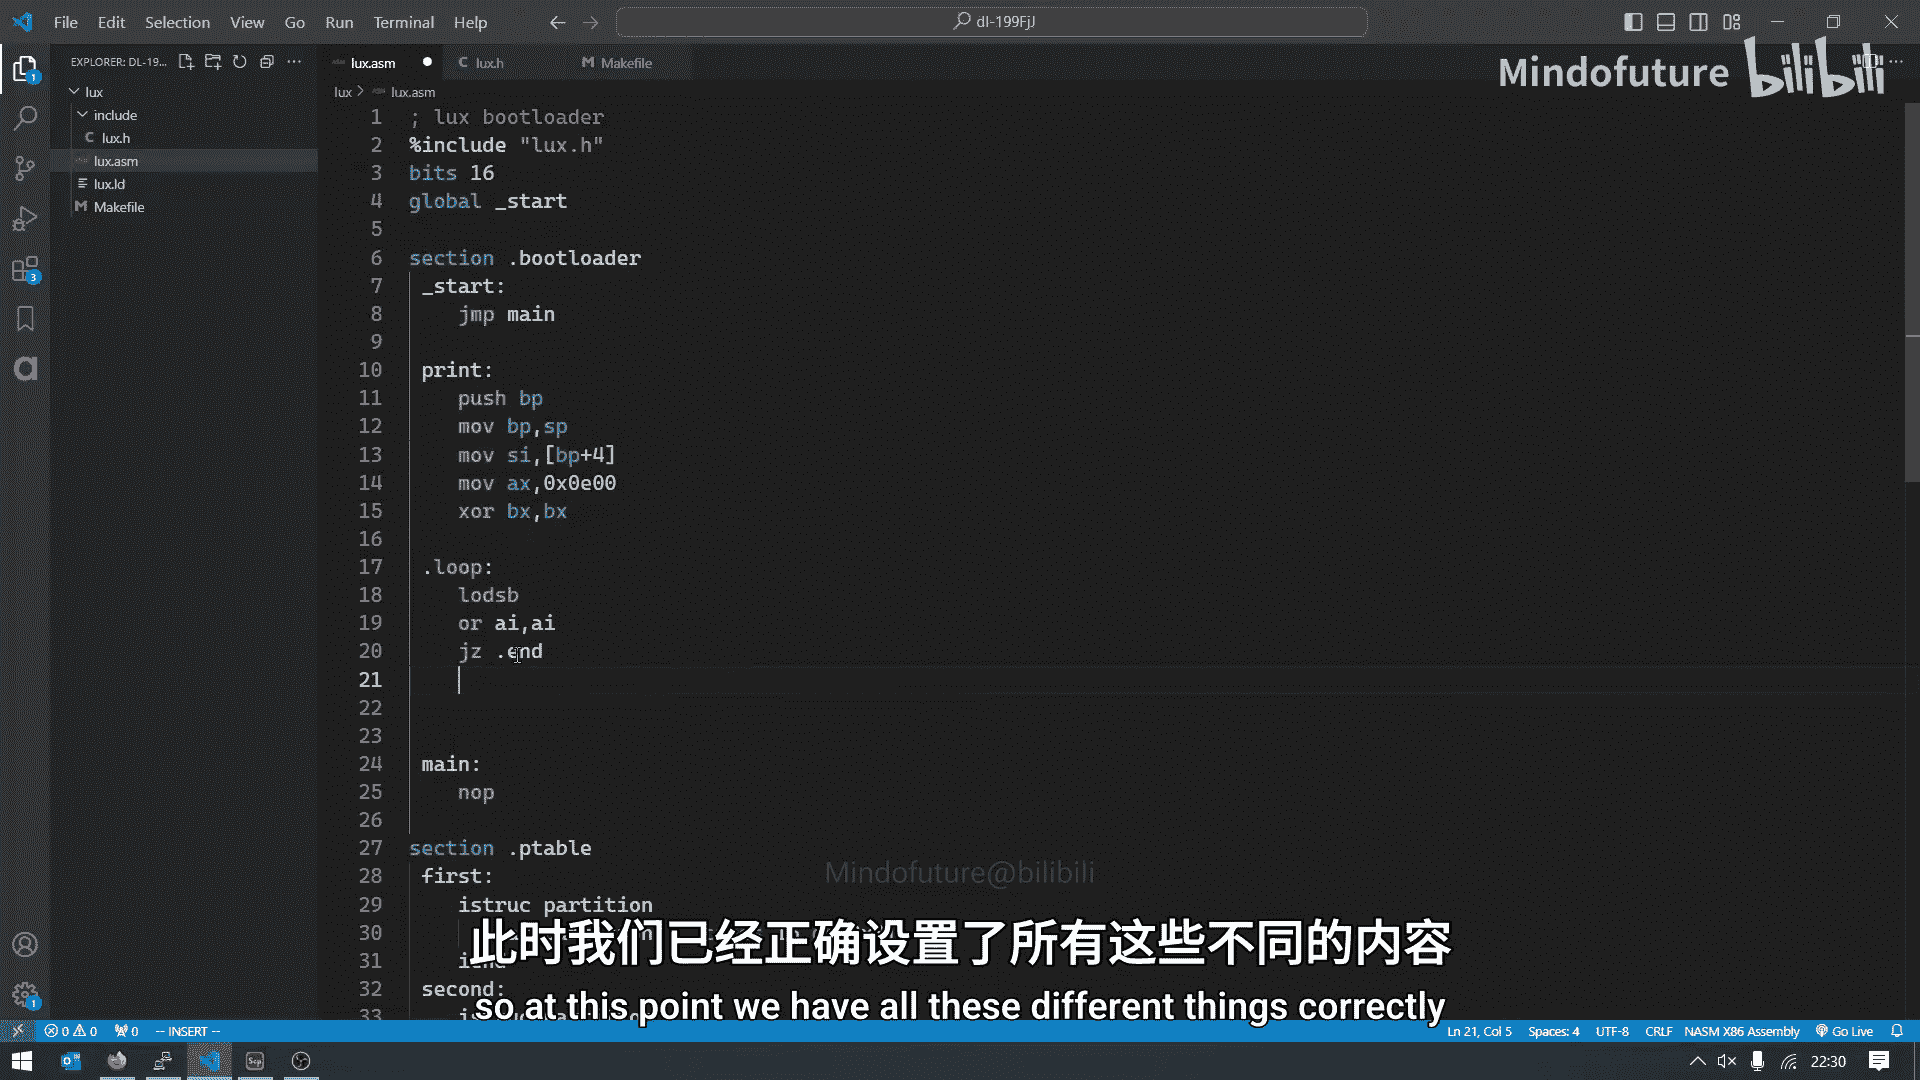 File Edit Selection View Go Run Terminal Help
dl-199FjJ
EXPLORER: DL-19...
lux.asm
lux.h
Makefile
Mindofuture bilibili
lux > lux.asm
lux
include
lux.h
lux.asm
lux.ld
Makefile
1 ; lux bootloader
2 %include "lux.h"
3 bits 16
4 global _start
5
6 section .bootloader
7 _start:
8 jmp main
9
10 print:
11 push bp
12 mov bp,sp
13 mov si,[bp+4]
14 mov ax,0x0e00
15 xor bx,bx
16
17 .loop:
18 lodsb
19 or ai,ai
20 jz .end
21
22
23
24 main:
25 nop
26
27 section .ptable
28 first:
29 istruc partition
30
31
32 second:
33
Mindofuture@bilibili
此时我们已经正确设置了所有这些不同的内容
so at this point we have all these different things correctly
0 0 0 -- INSERT --
Ln 21, Col 5 Spaces: 4 UTF-8 CRLF NASM X86 Assembly Go Live
22:30